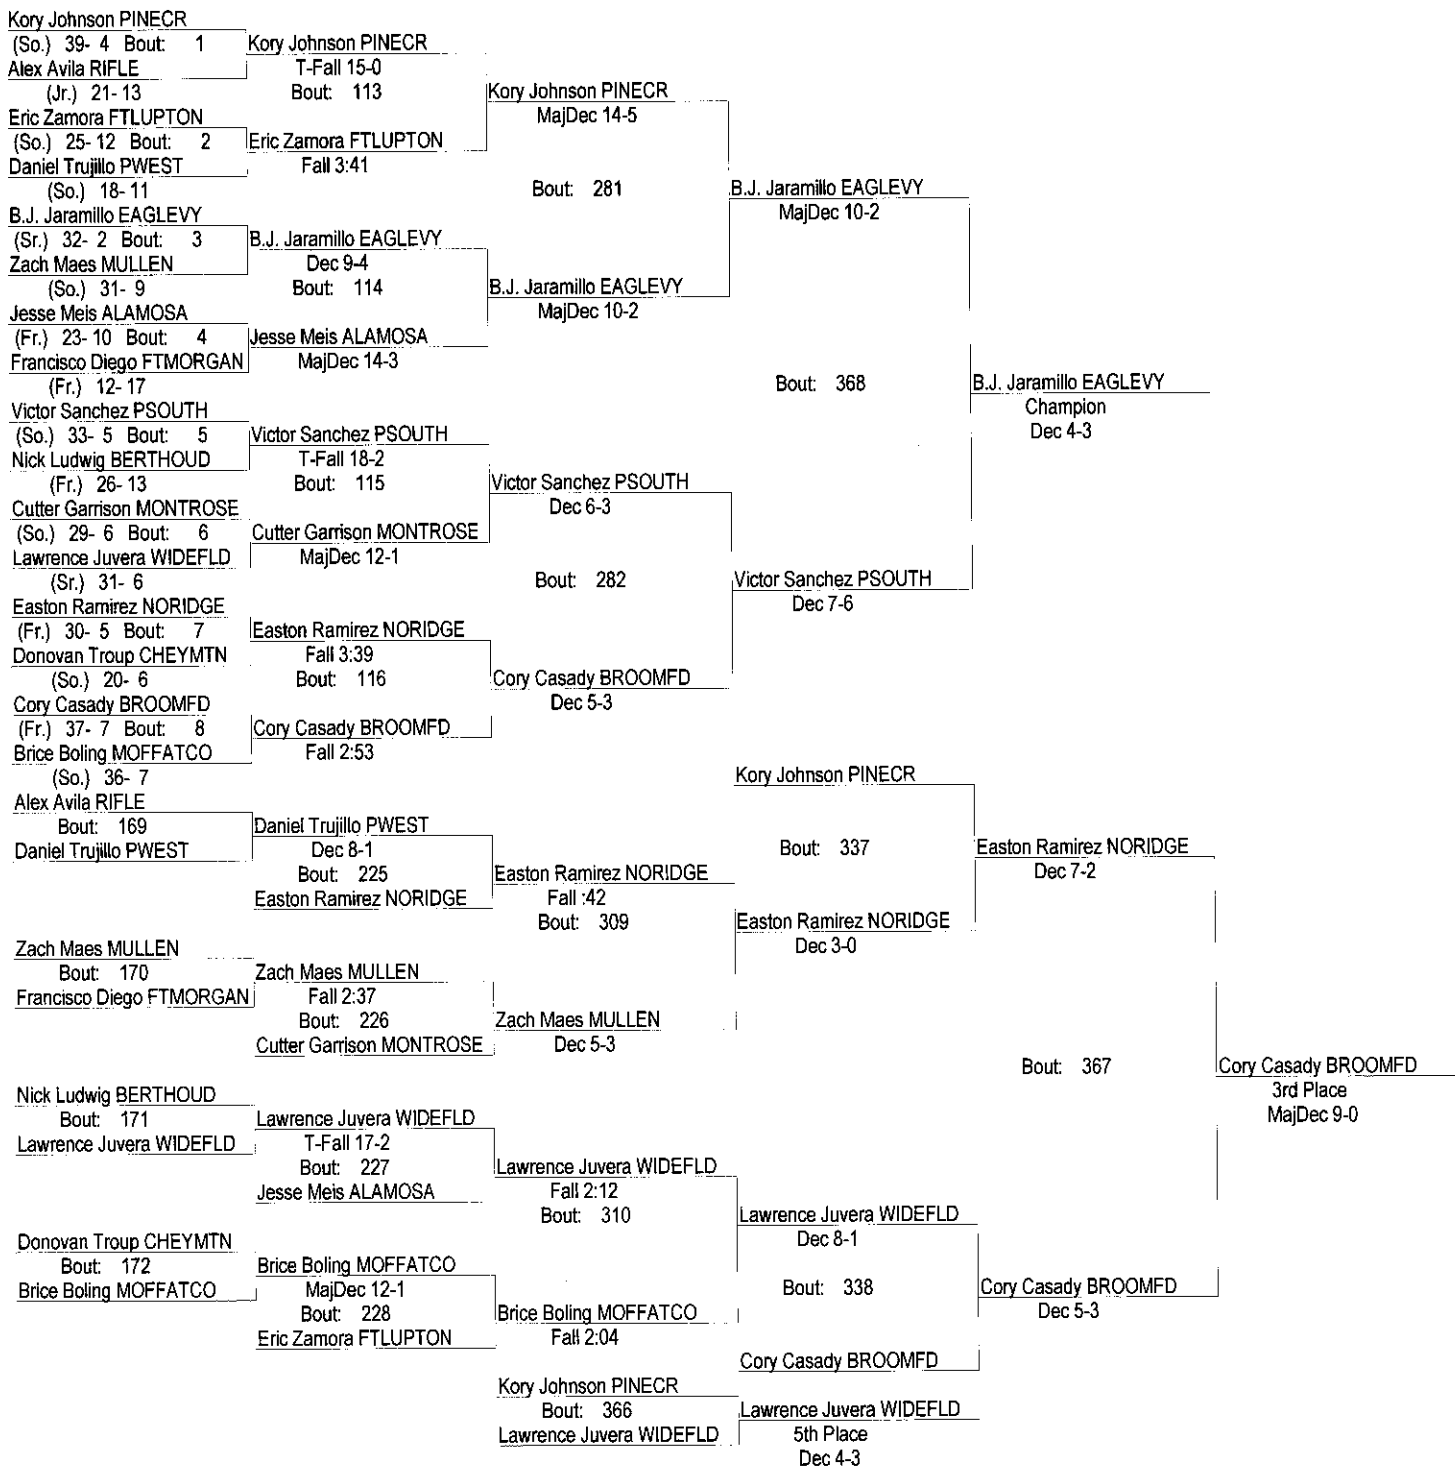 Kory Johnson PINECR
(So.) 39- 4 Bout: 1
Alex Avila RIFLE
(Jr.) 21- 13
Eric Zamora FTLUPTON
(So.) 25- 12 Bout: 2
Daniel Trujillo PWEST
(So.) 18- 11
B.J. Jaramillo EAGLEVY
(Sr.) 32- 2 Bout: 3
Zach Maes MULLEN
(So.) 31- 9
Jesse Meis ALAMOSA
(Fr.) 23- 10 Bout: 4
Francisco Diego FTMORGAN
(Fr.) 12- 17
Victor Sanchez PSOUTH
(So.) 33- 5 Bout: 5
Nick Ludwig BERTHOUD
(Fr.) 26- 13
Cutter Garrison MONTROSE
(So.) 29- 6 Bout: 6
Lawrence Juvera WIDEFLD
(Sr.) 31- 6
Easton Ramirez NORIDGE
(Fr.) 30- 5 Bout: 7
Donovan Troup CHEYMTN
(So.) 20- 6
Cory Casady BROOMFD
(Fr.) 37- 7 Bout: 8
Brice Boling MOFFATCO
(So.) 36- 7
Kory Johnson PINECR
T-Fall 15-0
Bout: 113
Eric Zamora FTLUPTON
Fall 3:41
B.J. Jaramillo EAGLEVY
Dec 9-4
Bout: 114
Jesse Meis ALAMOSA
MajDec 14-3
Victor Sanchez PSOUTH
T-Fall 18-2
Bout: 115
Cutter Garrison MONTROSE
MajDec 12-1
Easton Ramirez NORIDGE
Fall 3:39
Bout: 116
Cory Casady BROOMFD
Fall 2:53
Kory Johnson PINECR
MajDec 14-5
Bout: 281
B.J. Jaramillo EAGLEVY
MajDec 10-2
Victor Sanchez PSOUTH
Dec 6-3
Bout: 282
Cory Casady BROOMFD
Dec 5-3
B.J. Jaramillo EAGLEVY
MajDec 10-2
Bout: 368
Victor Sanchez PSOUTH
Dec 7-6
B.J. Jaramillo EAGLEVY
Champion
Dec 4-3
Alex Avila RIFLE
Bout: 169
Daniel Trujillo PWEST
Zach Maes MULLEN
Bout: 170
Francisco Diego FTMORGAN
Nick Ludwig BERTHOUD
Bout: 171
Lawrence Juvera WIDEFLD
Donovan Troup CHEYMTN
Bout: 172
Brice Boling MOFFATCO
Daniel Trujillo PWEST
Dec 8-1
Bout: 225
Easton Ramirez NORIDGE
Zach Maes MULLEN
Fall 2:37
Bout: 226
Cutter Garrison MONTROSE
Lawrence Juvera WIDEFLD
T-Fall 17-2
Bout: 227
Jesse Meis ALAMOSA
Brice Boling MOFFATCO
MajDec 12-1
Bout: 228
Eric Zamora FTLUPTON
Easton Ramirez NORIDGE
Fall :42
Bout: 309
Zach Maes MULLEN
Dec 5-3
Lawrence Juvera WIDEFLD
Fall 2:12
Bout: 310
Brice Boling MOFFATCO
Fall 2:04
Kory Johnson PINECR
Bout: 337
Easton Ramirez NORIDGE
Dec 3-0
Lawrence Juvera WIDEFLD
Dec 8-1
Bout: 338
Cory Casady BROOMFD
Easton Ramirez NORIDGE
Dec 7-2
Bout: 367
Cory Casady BROOMFD
Dec 5-3
Cory Casady BROOMFD
3rd Place
MajDec 9-0
Kory Johnson PINECR
Bout: 366
Lawrence Juvera WIDEFLD
Lawrence Juvera WIDEFLD
5th Place
Dec 4-3